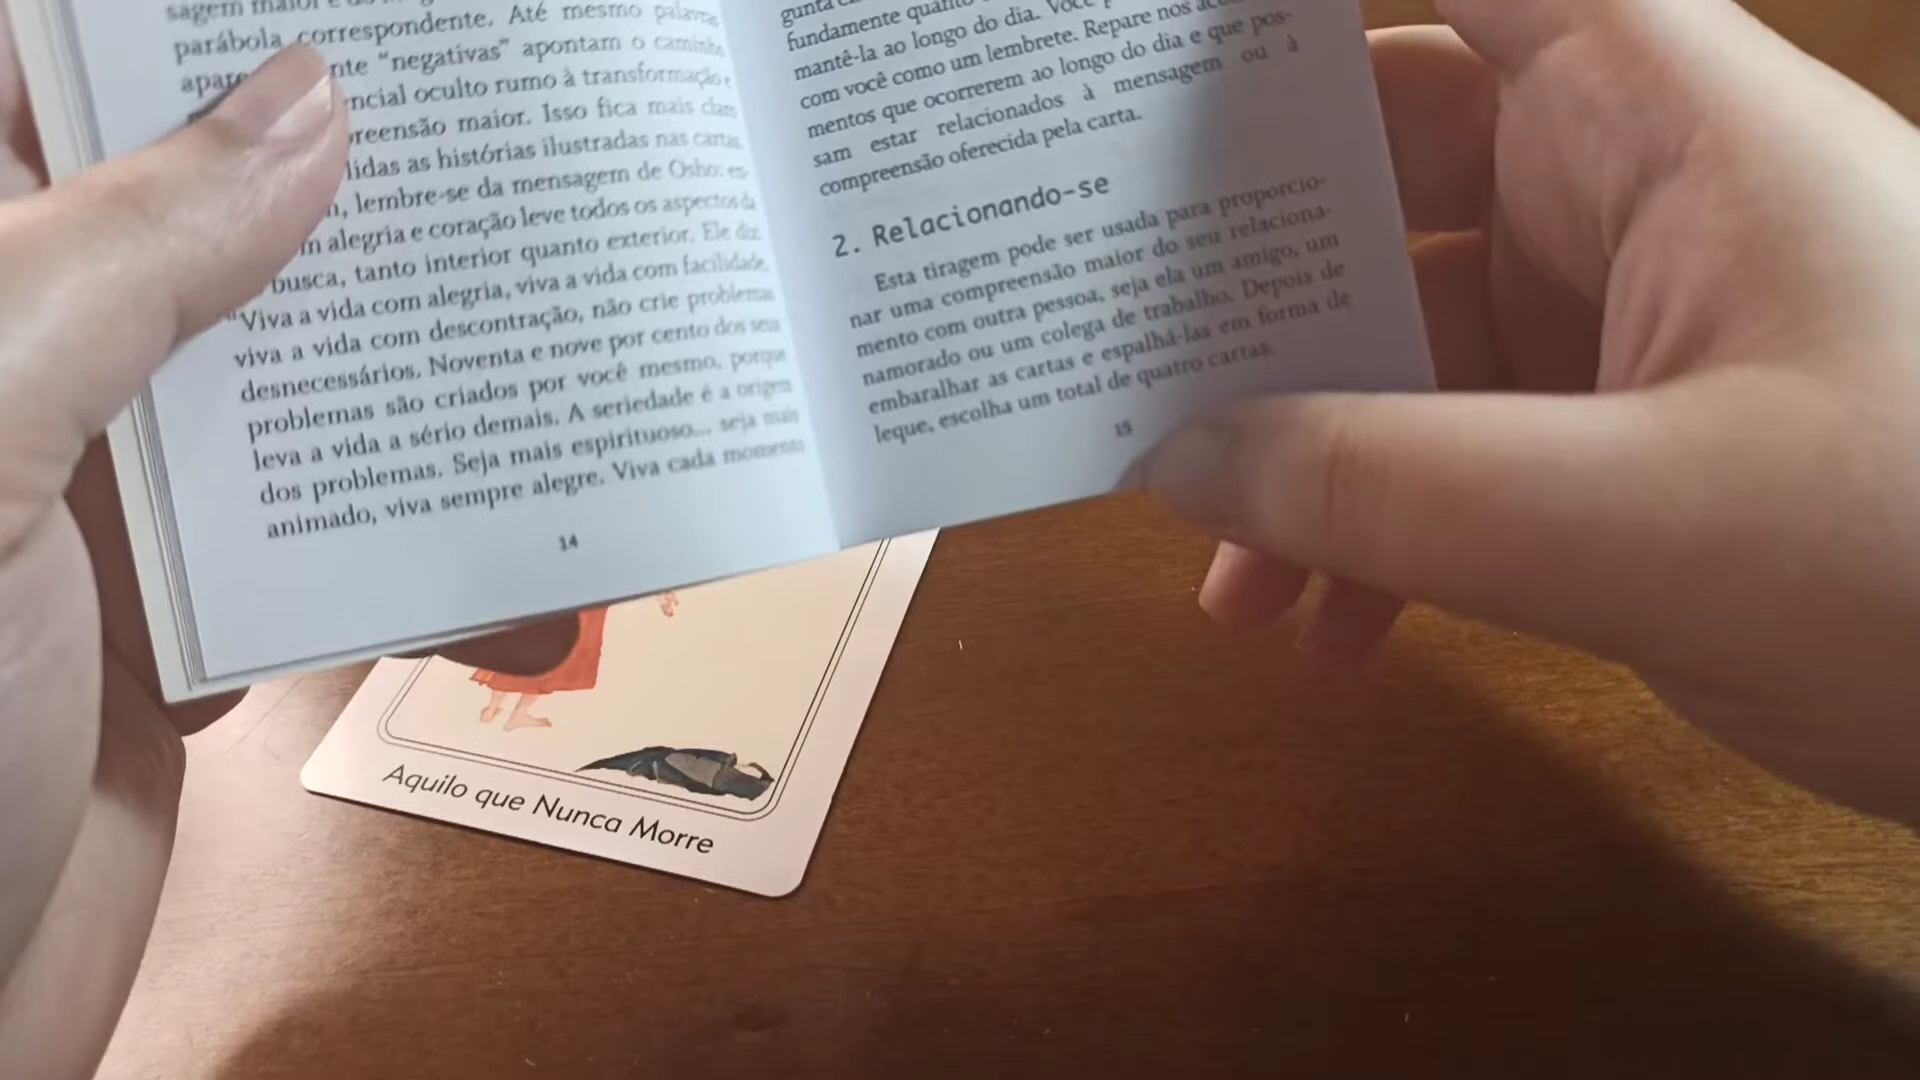 sagem maior
parábola correspondente. Até mesmo palavras
nte "negativas" apontam o caminho
ncial oculto rumo à transformação e
reensão maior. Isso fica mais claro
lidas as histórias ilustradas nas cartas.
lembre-se da mensagem de Osho: en-
m alegria e coração leve todos os aspectos da
busca, tanto interior quanto exterior. Ele diz:
"Viva a vida com alegria, viva a vida com facilidade,
viva a vida com descontração, não crie problemas
desnecessários. Noventa e nove por cento dos seus
problemas são criados por você mesmo, porque
leva a vida a sério demais. A seriedade é a origem
dos problemas. Seja mais espirituoso... seja mais
animado, viva sempre alegre. Viva cada momento
14
gunta
fundamente quanto
mantê-la ao longo do dia. Você
com você como um lembrete. Repare nos
mentos que ocorrerem ao longo do dia e que pos-
sam estar relacionados à mensagem ou à
compreensão oferecida pela carta.
2. Relacionando-se
Esta tiragem pode ser usada para proporcio-
nar uma compreensão maior do seu relaciona-
mento com outra pessoa, seja ela um amigo, um
namorado ou um colega de trabalho. Depois de
embaralhar as cartas e espalhá-las em forma de
leque, escolha um total de quatro cartas.
15
Aquilo que Nunca Morre